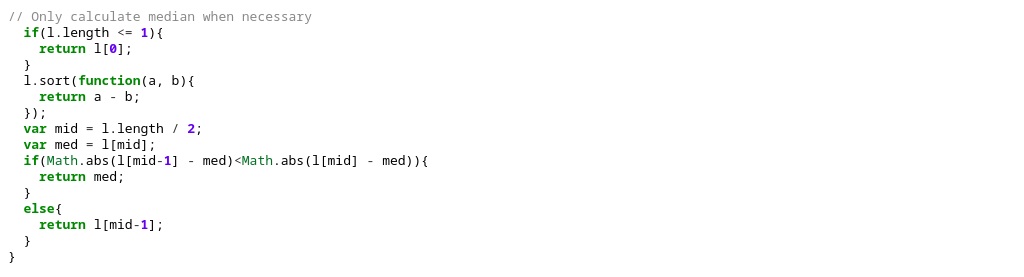 // Only calculate median when necessary
  if(l.length <= 1){
    return l[0];
  }
  l.sort(function(a, b){
    return a - b;
  });
  var mid = l.length / 2;
  var med = l[mid];
  if(Math.abs(l[mid-1] - med)<Math.abs(l[mid] - med)){
    return med;
  }
  else{
    return l[mid-1];
  }
}